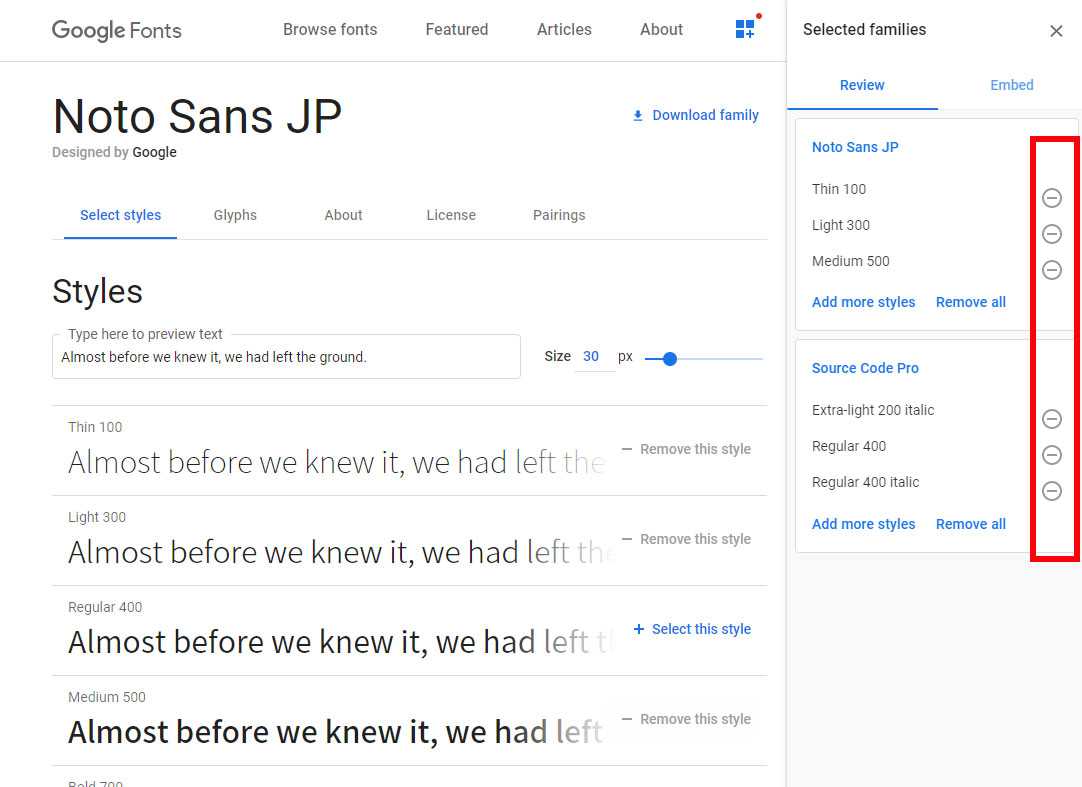 Google Fonts
Browse fonts
Featured
Articles
About
Noto Sans JP
Download family
Designed by Google
Select styles
Glyphs
About
License
Pairings
Styles
Type here to preview text
Almost before we knew it, we had left the ground.
Size 30 px
Thin 100
Almost before we knew it, we had left the
Remove this style
Light 300
Almost before we knew it, we had left the
Remove this style
Regular 400
Almost before we knew it, we had left th
Select this style
Medium 500
Almost before we knew it, we had left
Remove this style
Bold 700
Selected families
Review
Embed
Noto Sans JP
Thin 100
Light 300
Medium 500
Add more styles
Remove all
Source Code Pro
Extra-light 200 italic
Regular 400
Regular 400 italic
Add more styles
Remove all